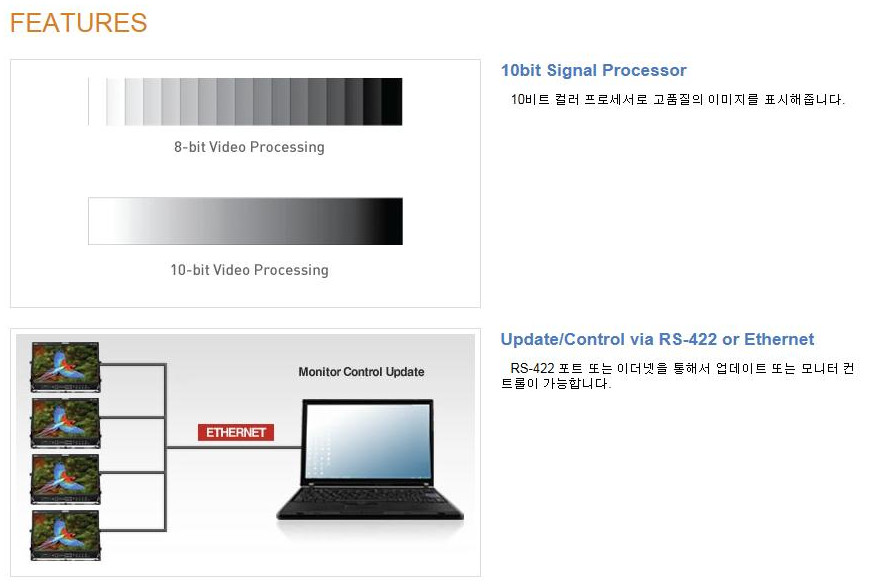 FEATURES
8-bit Video Processing
10-bit Video Processing
10bit Signal Processor
10비트 컬러 프로세서로 고품질의 이미지를 표시해줍니다.
Monitor Control Update
ETHERNET
Update/Control via RS-422 or Ethernet
RS-422 포트 또는 이더넷을 통해서 업데이트 또는 모니터 컨
트롤이 가능합니다.